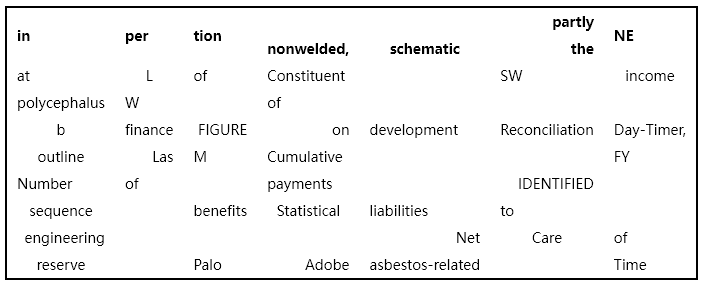 in per tion nonwelded, schematic partly the NE
at L of Constituent SW income
polycephalus W of
b finance FIGURE on development Reconciliation Day-Timer,
outline Las M Cumulative FY
Number of payments IDENTIFIED
sequence benefits Statistical liabilities to
engineering Net Care of
reserve Palo Adobe asbestos-related Time